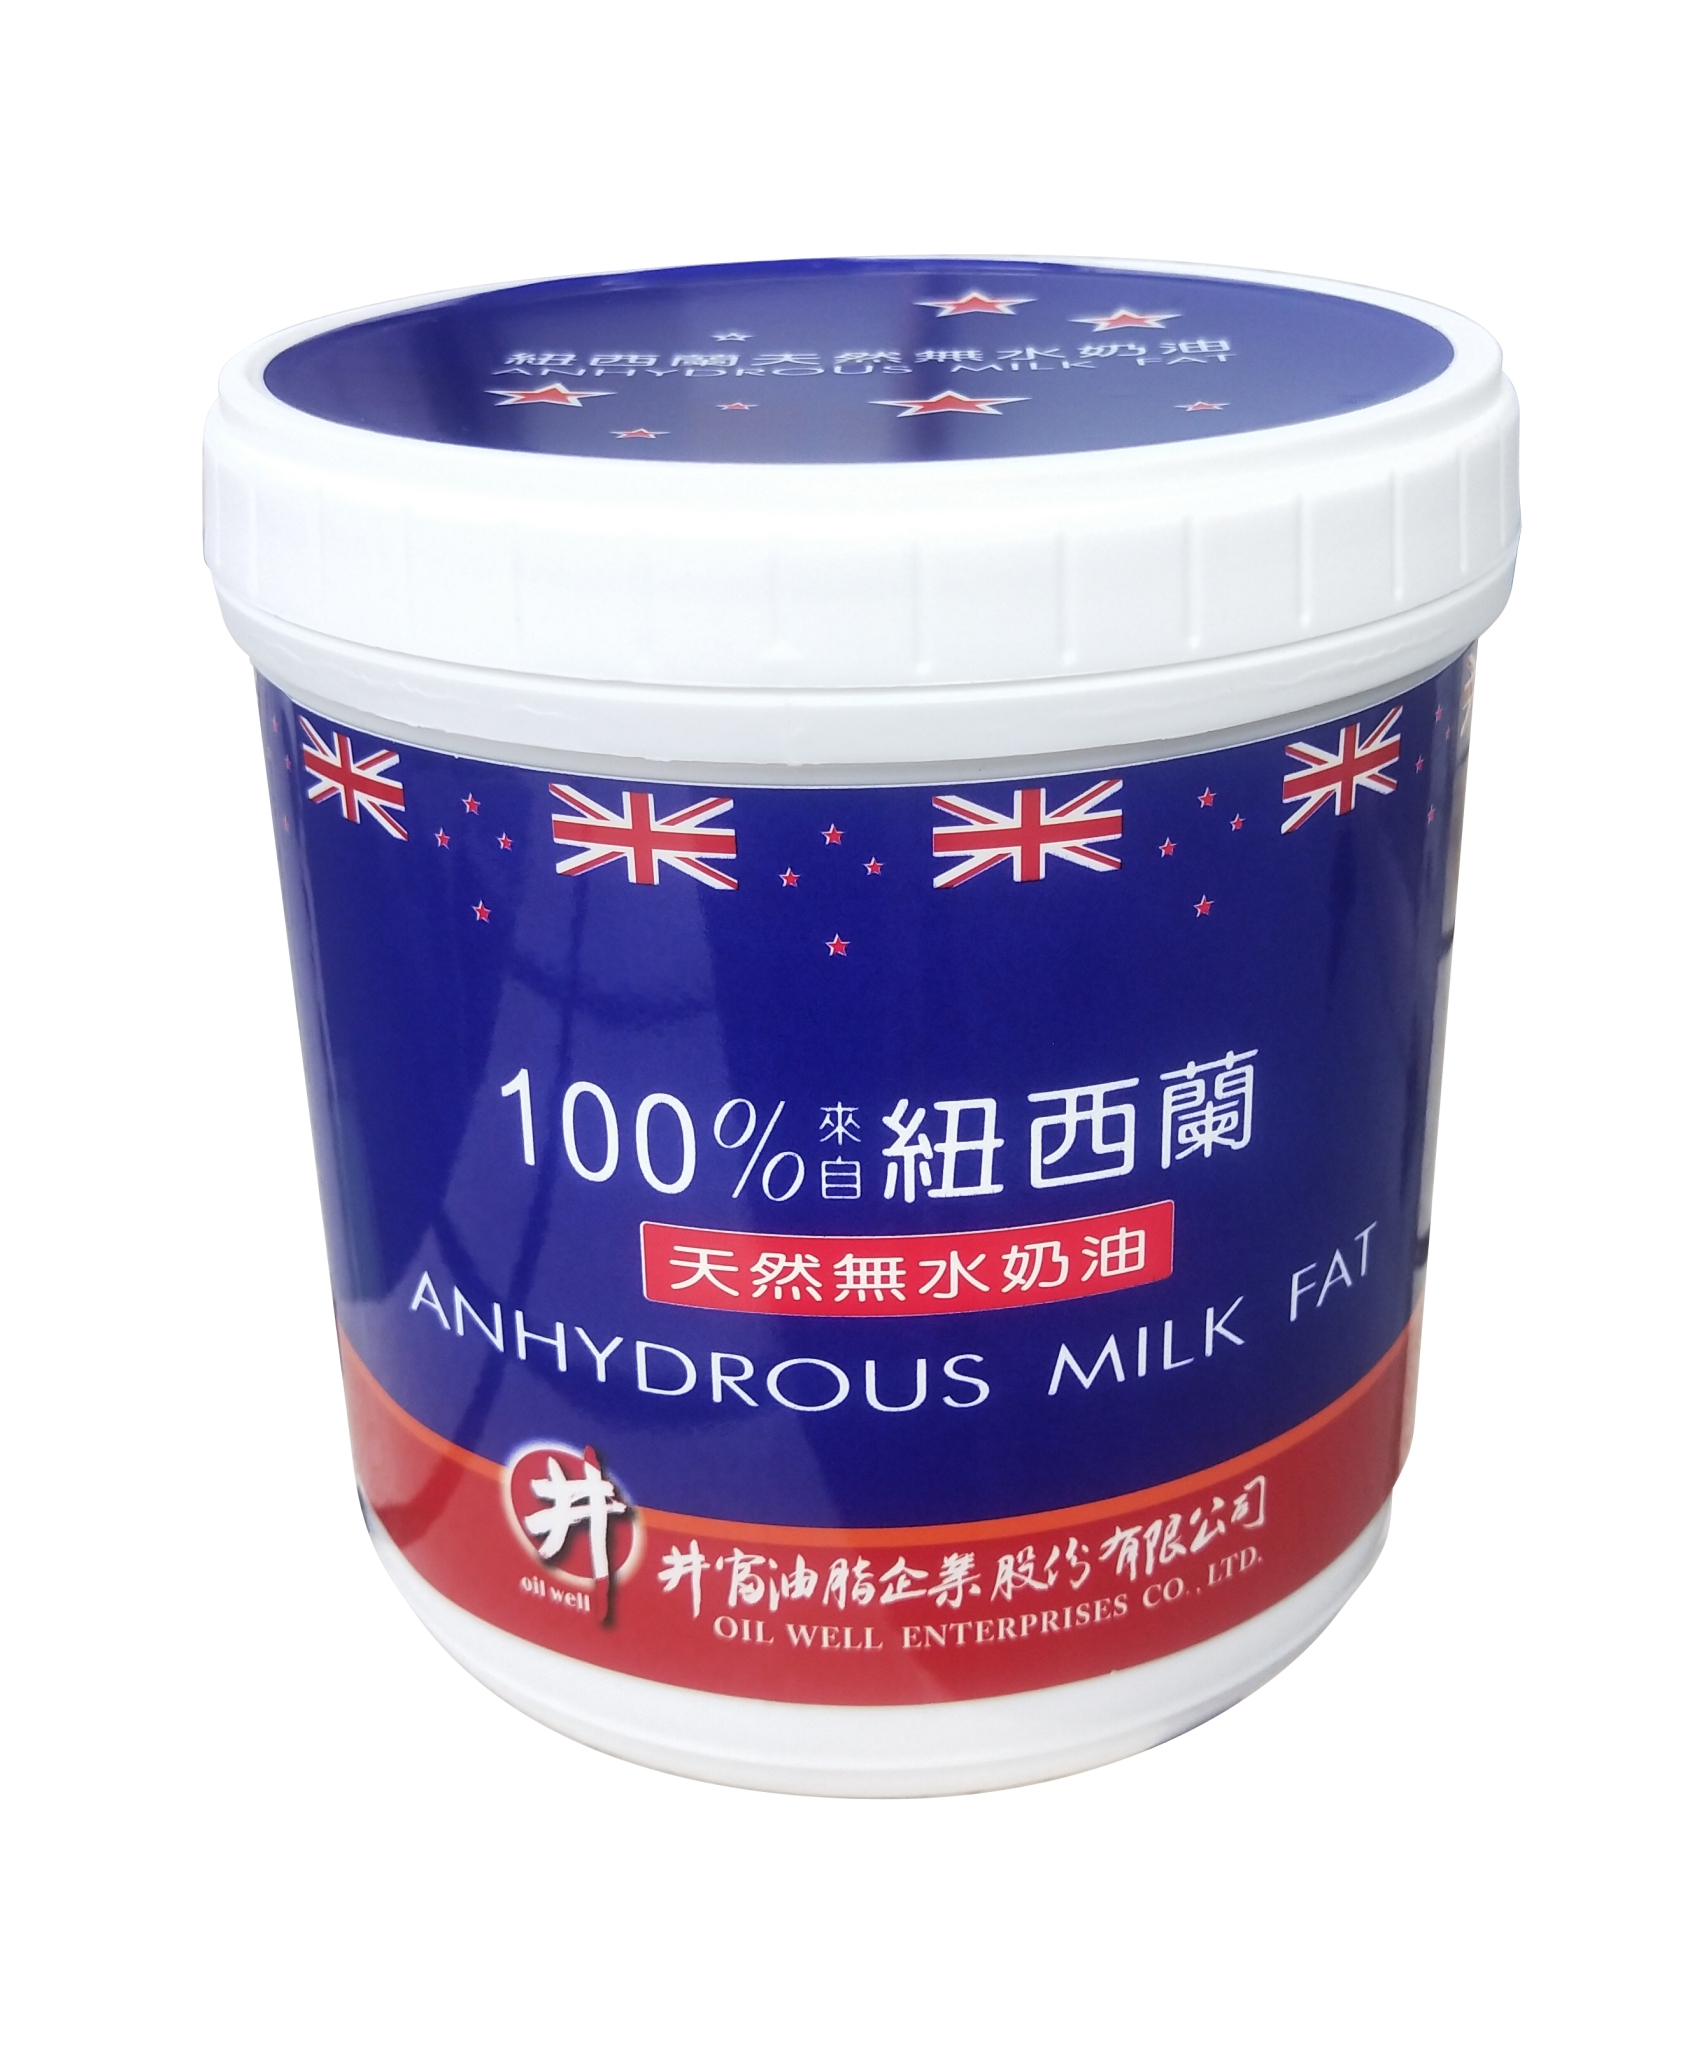 紐西蘭天然無水奶油
ANHYDROUS MILK FAT
100%來自紐西蘭
天然無水奶油
ANHYDROUS MILK FAT
井
oil well
井富油脂企業股份有限公司
OIL WELL ENTERPRISES CO., LTD.